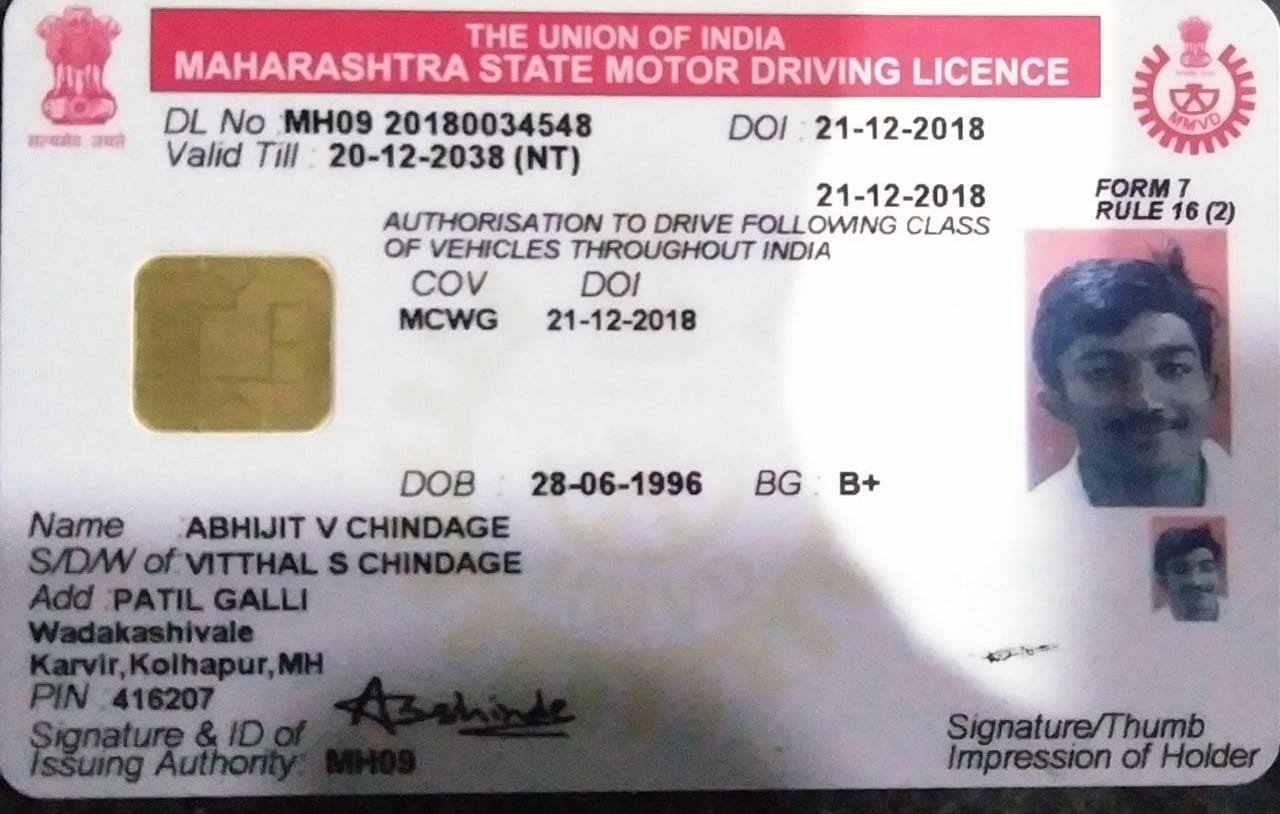 THE UNION OF INDIA
MAHARASHTRA STATE MOTOR DRIVING LICENCE
सत्यमेव जयते
MMVD
DL No : MH09 20180034548 DOI : 21-12-2018
Valid Till : 20-12-2038 (NT)
21-12-2018
FORM 7
RULE 16 (2)
AUTHORISATION TO DRIVE FOLLOWING CLASS
OF VEHICLES THROUGHOUT INDIA
COV DOI
MCWG 21-12-2018
DOB : 28-06-1996 BG : B+
Name : ABHIJIT V CHINDAGE
S/D/W of : VITTHAL S CHINDAGE
Add : PATIL GALLI
Wadakashivale
Karvir,Kolhapur,MH
PIN : 416207
Signature & ID of
Issuing Authority: MH09
Signature/Thumb
Impression of Holder